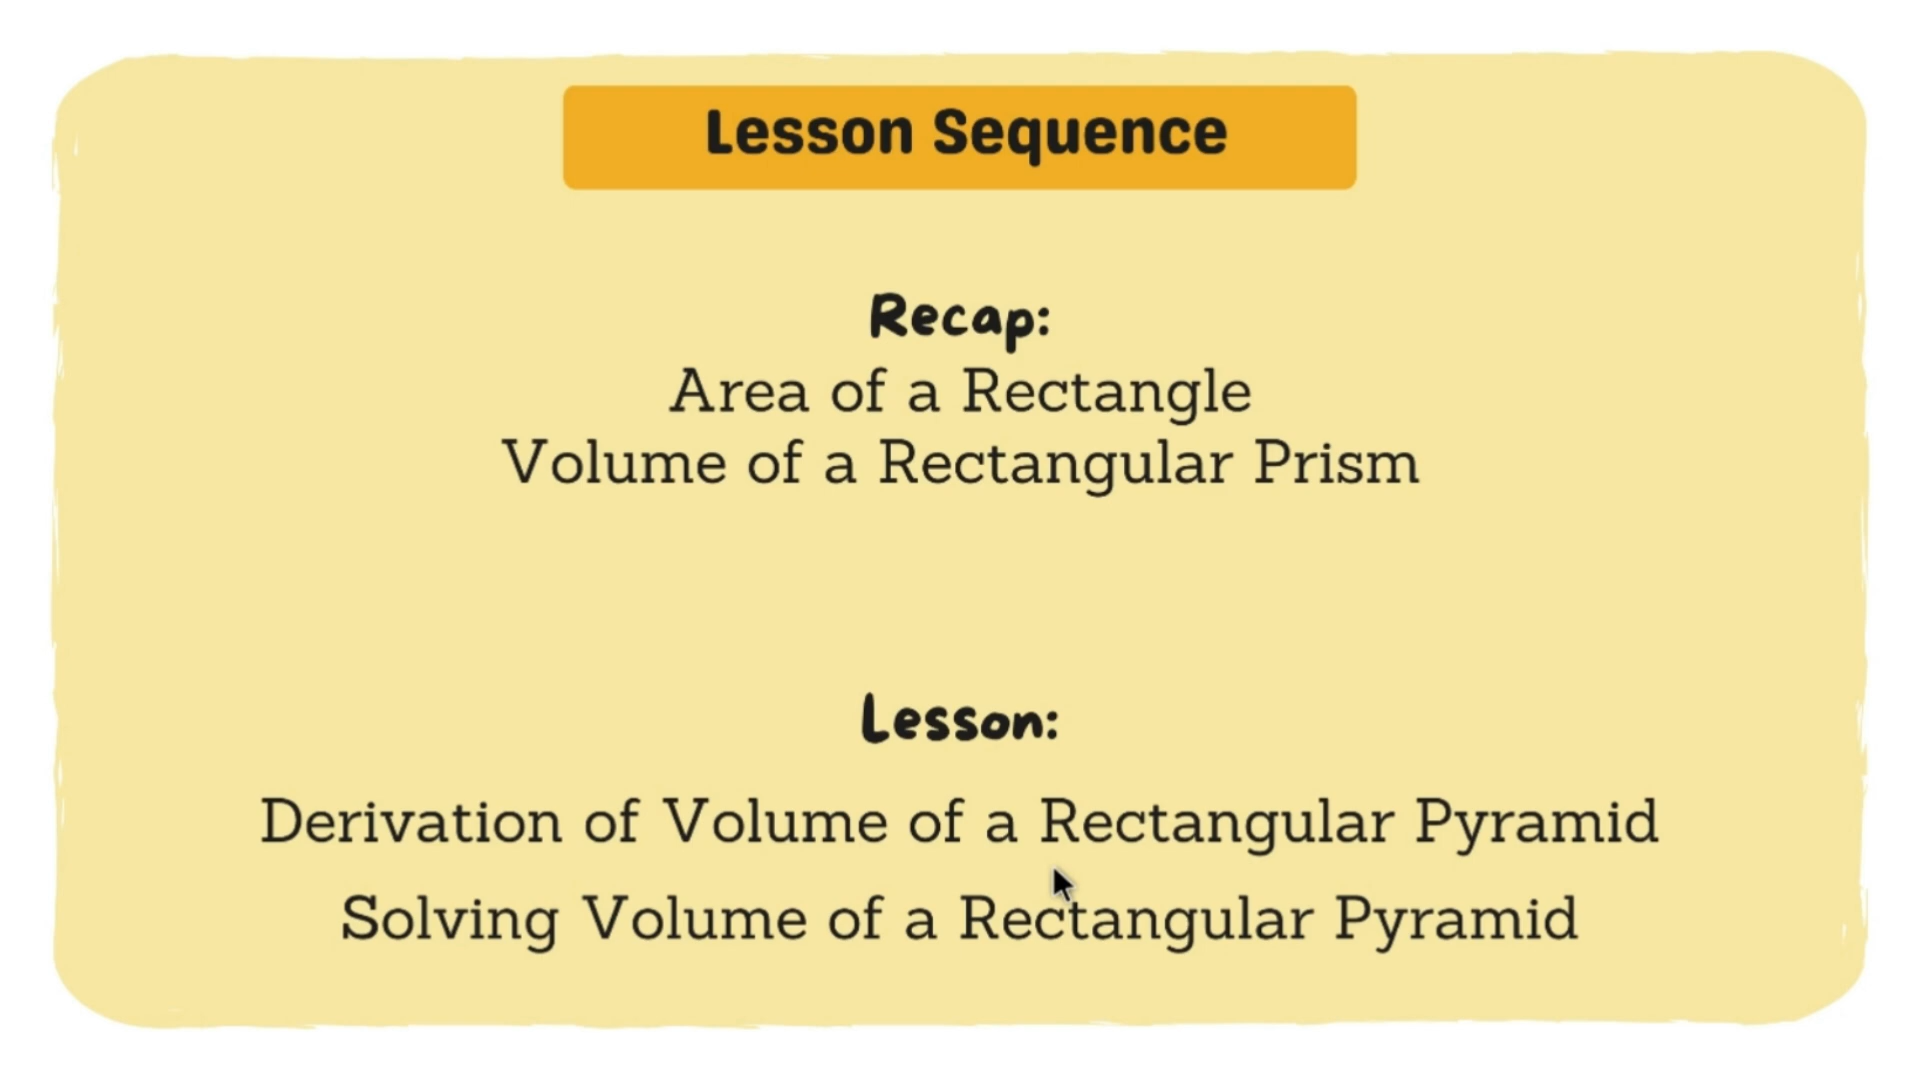 Lesson Sequence
Recap:
Area of a Rectangle
Volume of a Rectangular Prism
Lesson:
Derivation of Volume of a Rectangular Pyramid
Solving Volume of a Rectangular Pyramid